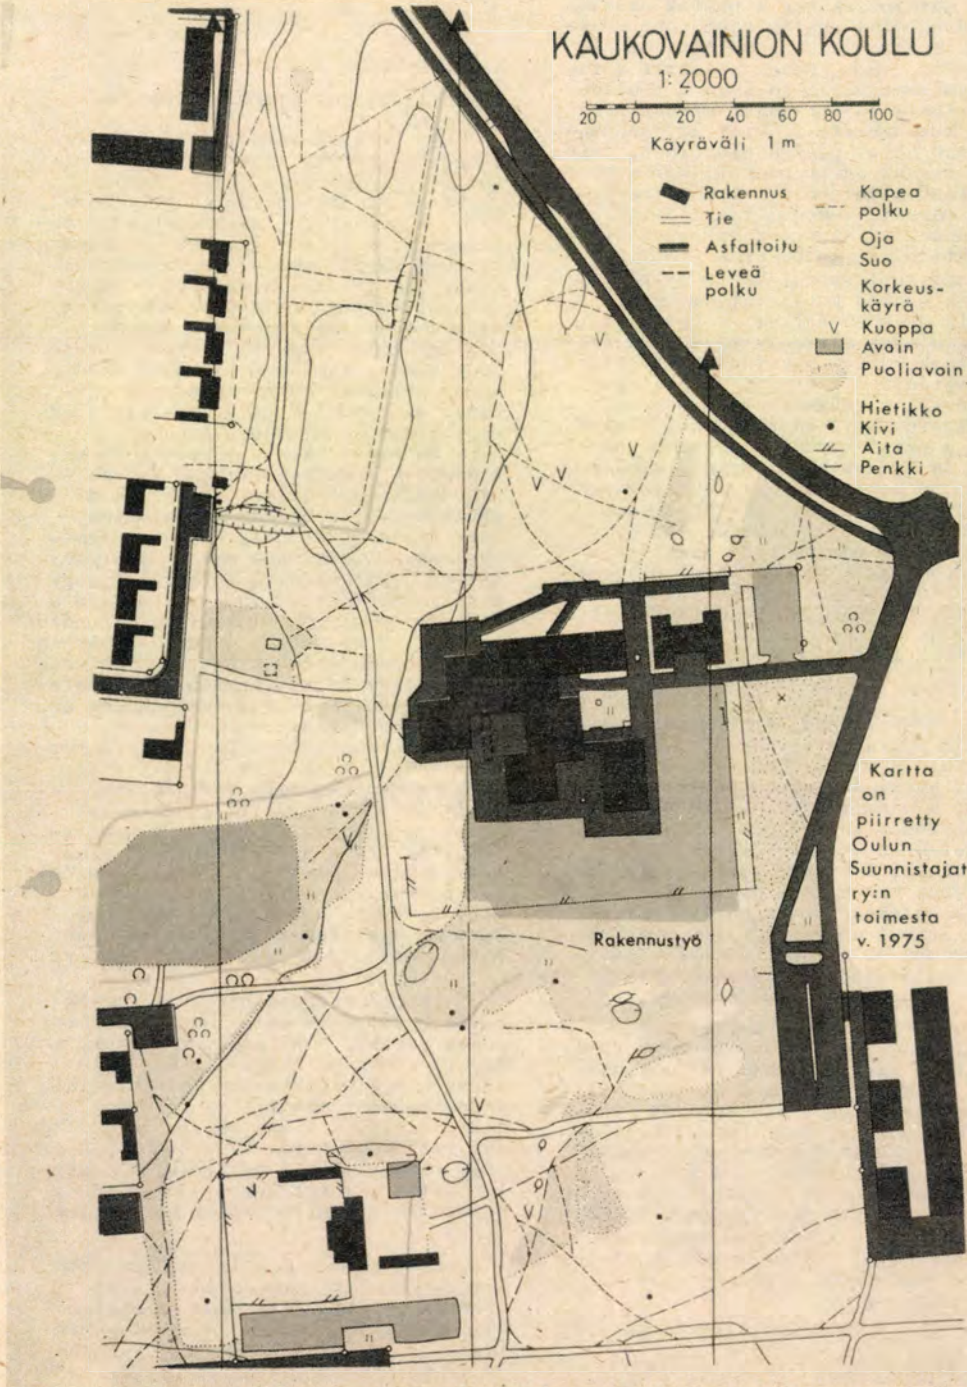 KAUKOVAINION KOULU
1:2000
20 0 20 40 60 80 100
Käyräväli 1 m
Rakennus
Tie
Asfaltoitu
Leveä
polku
Kapea
polku
Oja
Suo
Korkeus-
käyrä
Kuoppa
Avoin
Puoliavoin
Hietikko
Kivi
Aita
Penkki
Kartta
on
piirretty
Oulun
Suunnistajat
ry:n
toimesta
v. 1975
Rakennustyö